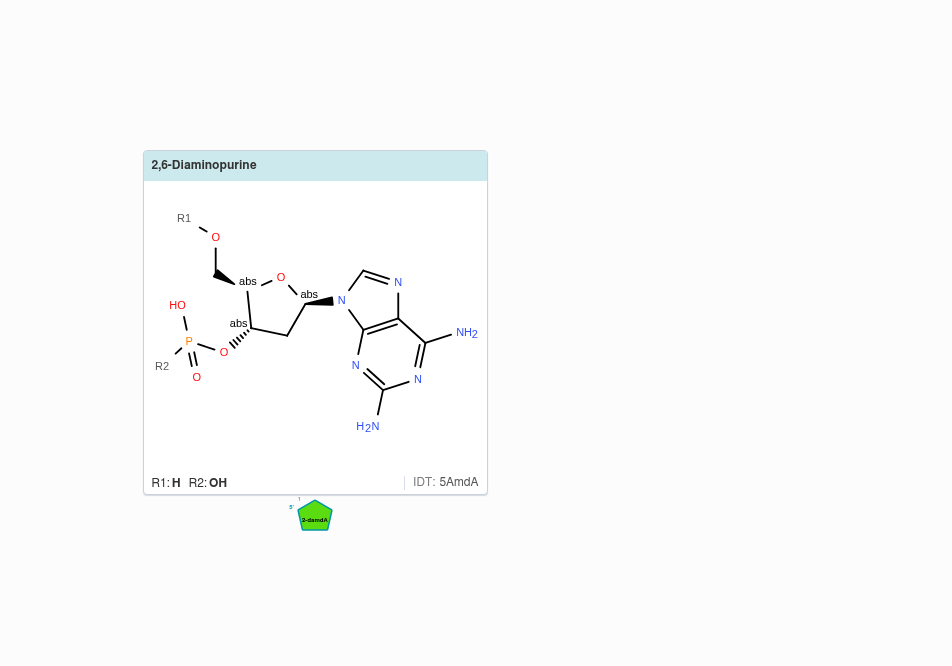 2,6-Diaminopurine
R1
O
abs
O
abs
N
N
HO
abs
P
O
R2
O
N
N
NH2
H2N
R1: H R2: OH
IDT: 5AmdA
1
5'
2-damdA